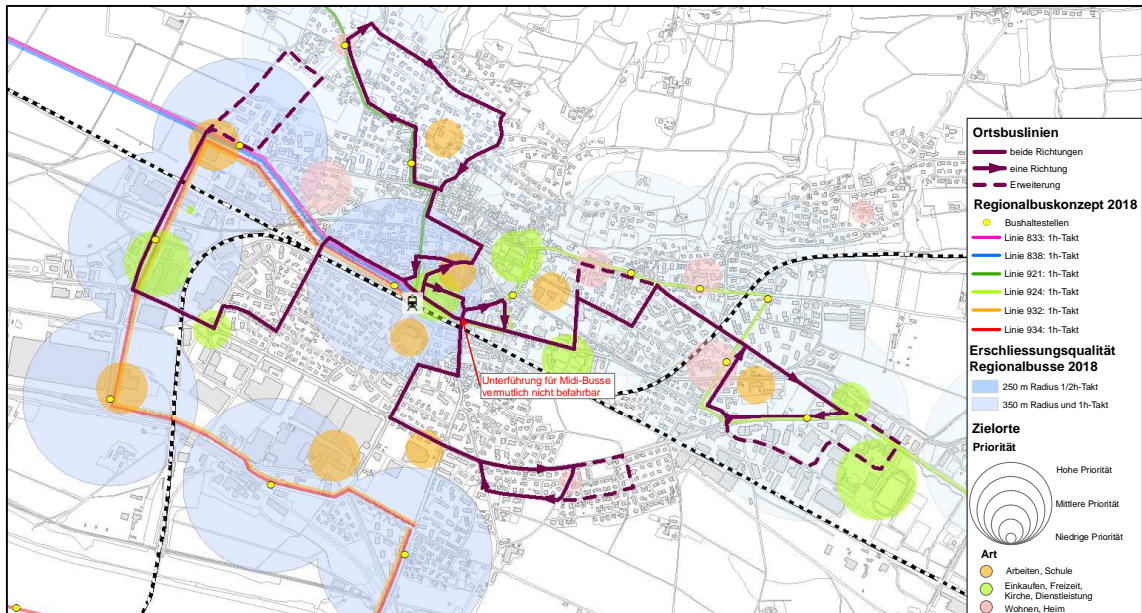 Unterführung für Midi-Busse
vermutlich nicht befahrbar
Ortsbuslinien
beide Richtungen
eine Richtung
Erweiterung
Regionalbuskonzept 2018
Bushaltestellen
Linie 833: 1h-Takt
Linie 838: 1h-Takt
Linie 921: 1h-Takt
Linie 924: 1h-Takt
Linie 932: 1h-Takt
Linie 934: 1h-Takt
Erschliessungsqualität
Regionalbusse 2018
250 m Radius 1/2h-Takt
350 m Radius und 1h-Takt
Zielorte
Priorität
Hohe Priorität
Mittlere Priorität
Niedrige Priorität
Art
Arbeiten, Schule
Einkaufen, Freizeit,
Kirche, Dienstleistung
Wohnen, Heim